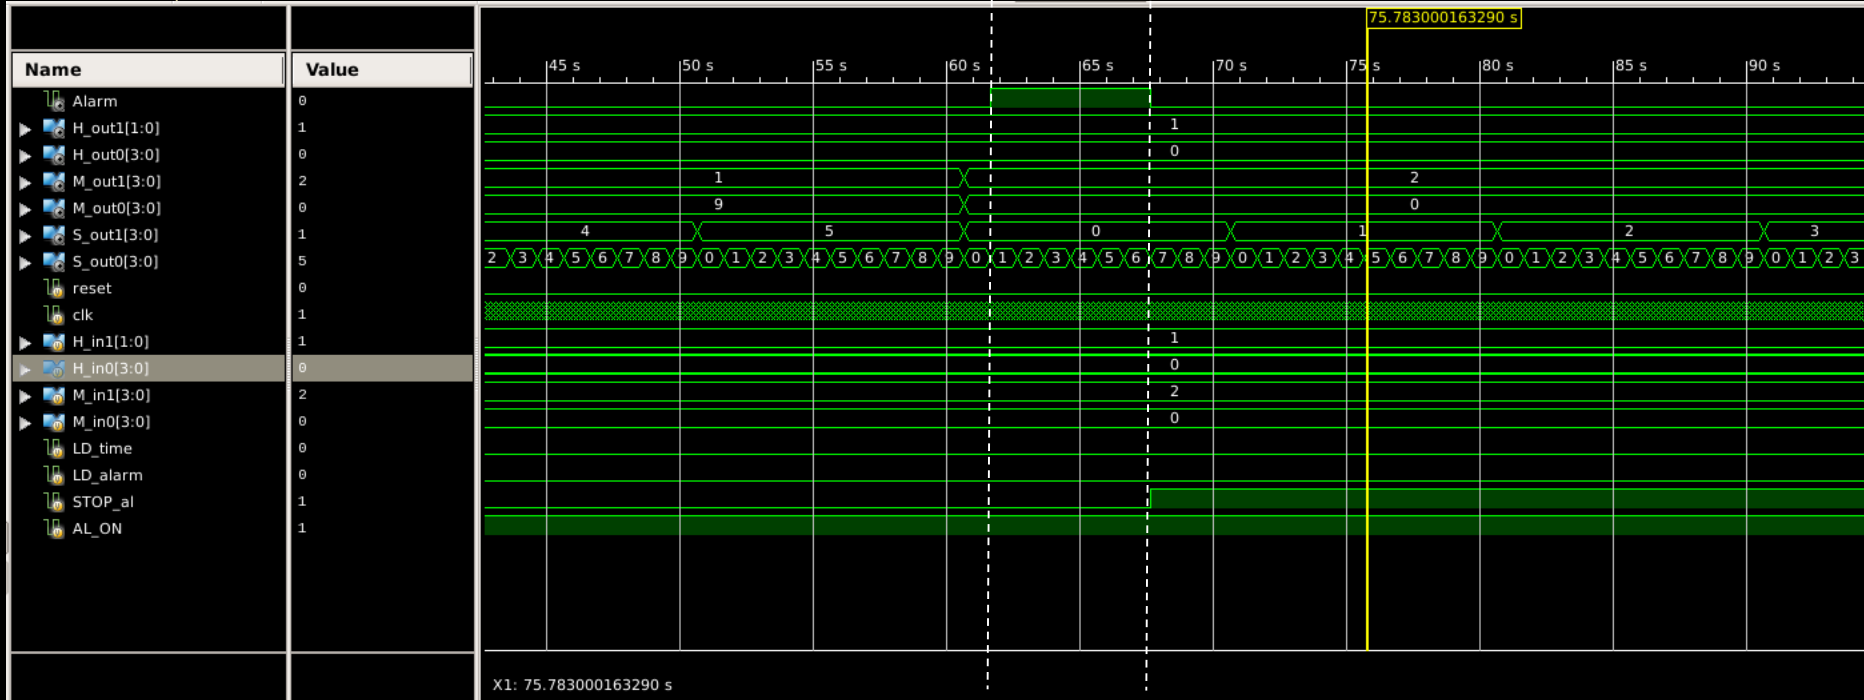 75.783000163290 s
Name Value 45 s 50 s 55 s 60 s 65 s 70 s 75 s 80 s 85 s 90 s
Alarm 0
H_out1[1:0] 1 1
H_out0[3:0] 0 0
M_out1[3:0] 2 1 2
M_out0[3:0] 0 9 0
S_out1[3:0] 1 4 5 0 1 2 3
S_out0[3:0] 5 2 3 4 5 6 7 8 9 0 1 2 3 4 5 6 7 8 9 0 1 2 3 4 5 6 7 8 9 0 1 2 3 4 5 6 7 8 9 0 1 2 3 4 5 6 7 8 9 0 1 2 3
reset 0
clk 1
H_in1[1:0] 1 1
H_in0[3:0] 0 0
M_in1[3:0] 2 2
M_in0[3:0] 0 0
LD_time 0
LD_alarm 0
STOP_al 1
AL_ON 1
X1: 75.783000163290 s